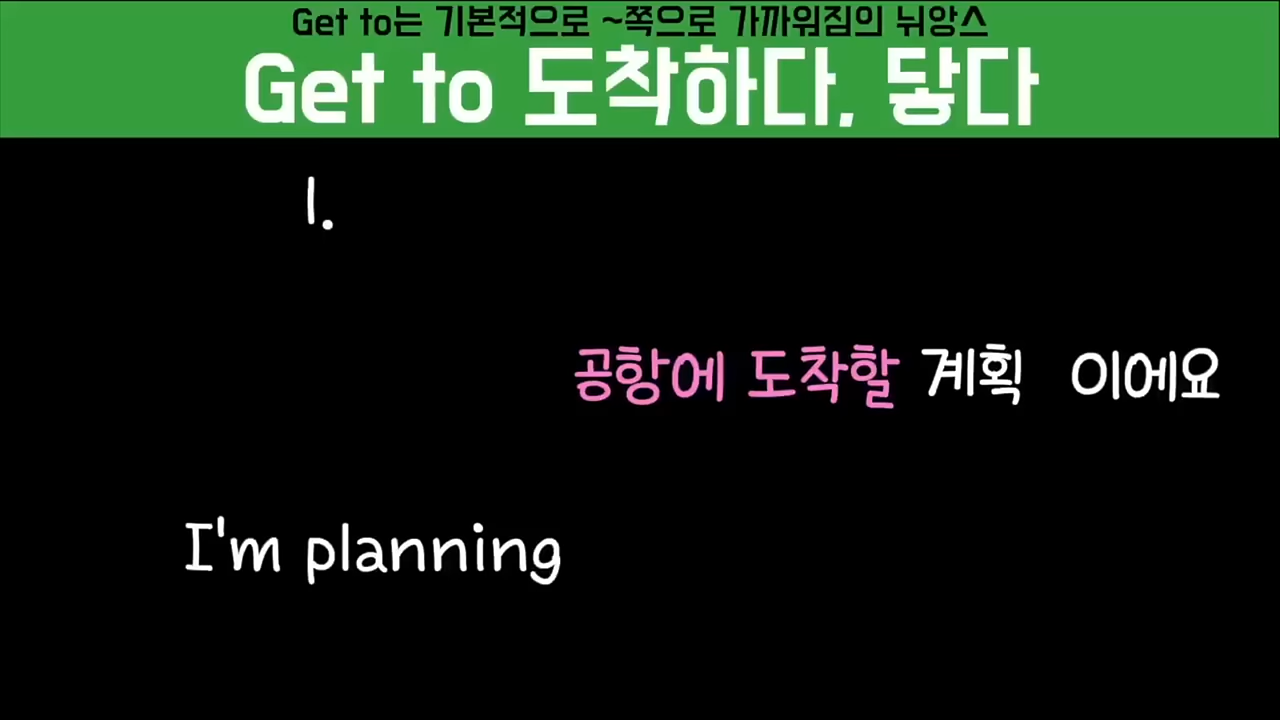 Get to는 기본적으로 ~쪽으로 가까워짐의 뉘앙스
Get to 도착하다, 닿다
1.
공항에 도착할 계획 이에요
I'm planning